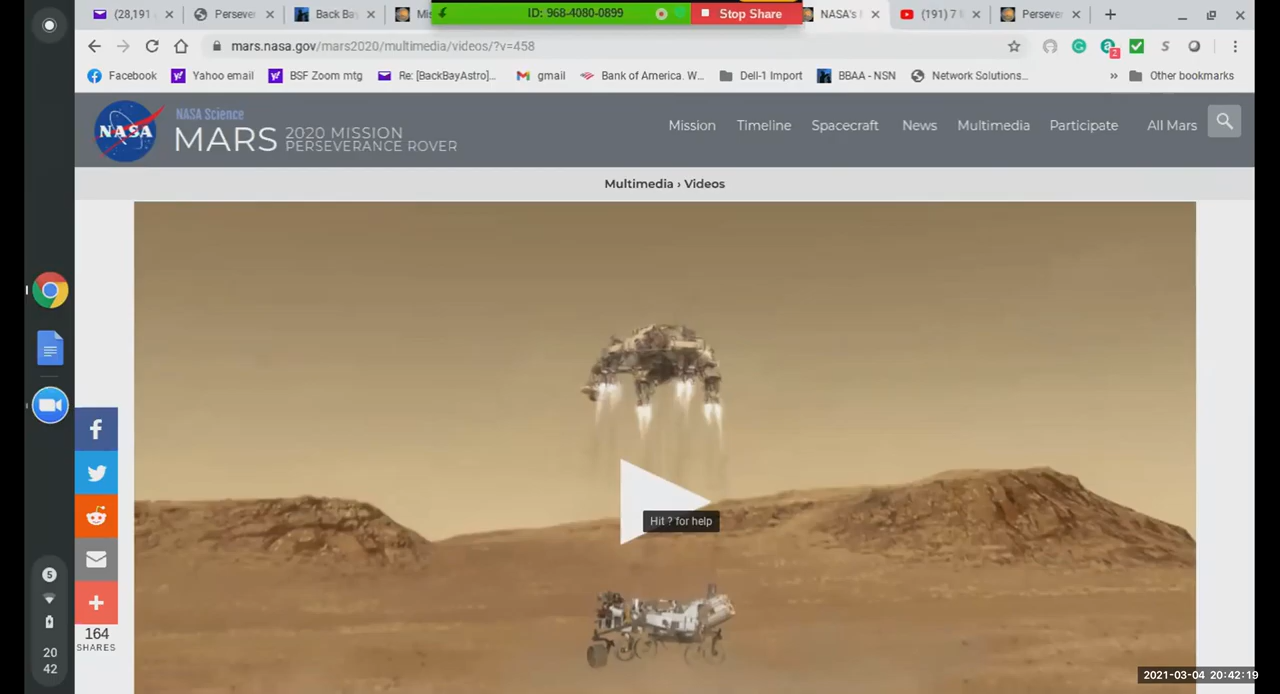 (28,191
Persever
Back Bay
ID: 968-4080-0899
Stop Share
NASA's
(191) 7
Persever
mars.nasa.gov/mars2020/multimedia/videos/?v=458
2
S
Facebook
Yahoo email
BSF Zoom mtg
Re: [BackBayAstro]...
gmail
Bank of America. W...
Dell-1 Import
BBAA - NSN
Network Solutions...
»
Other bookmarks
NASA
NASA Science
MARS
2020 MISSION
PERSEVERANCE ROVER
Mission
Timeline
Spacecraft
News
Multimedia
Participate
All Mars
Multimedia › Videos
Hit ? for help
164
SHARES
5
20
42
2021-03-04 20:42:19